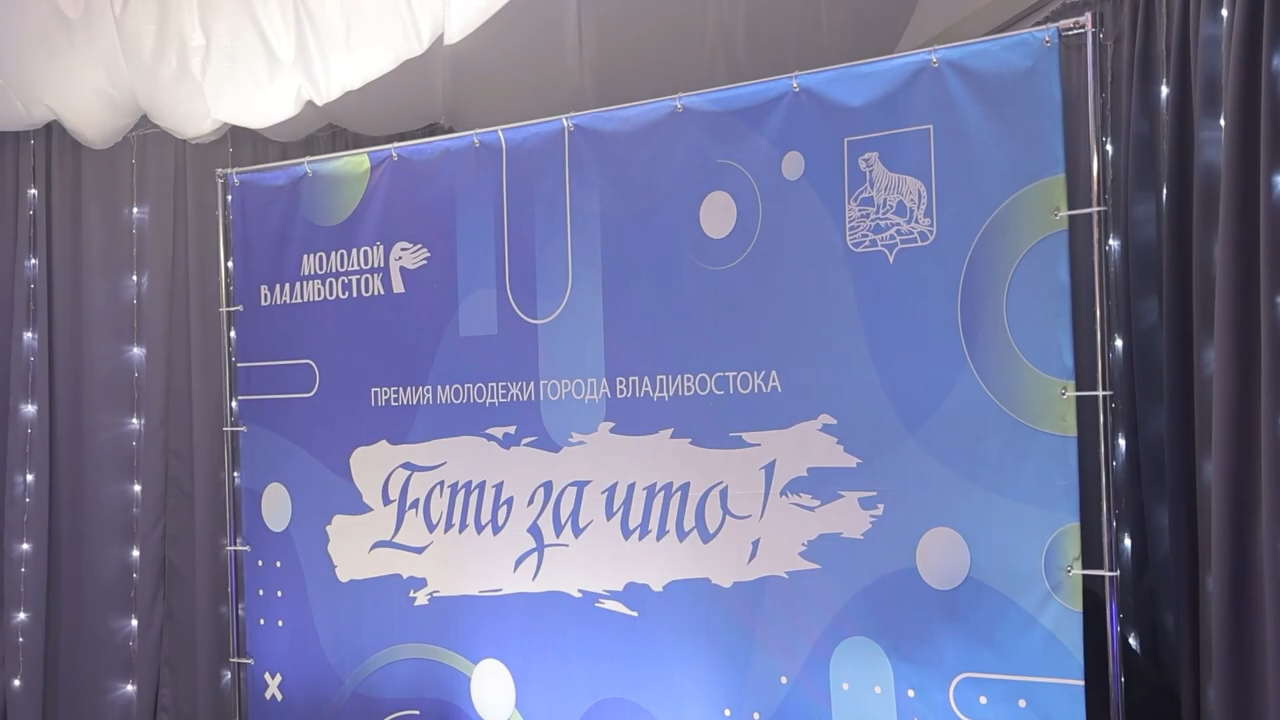 МОЛОДОЙ
ВЛАДИВОСТОК
ПРЕМИЯ МОЛОДЕЖИ ГОРОДА ВЛАДИВОСТОКА
Есть за что!